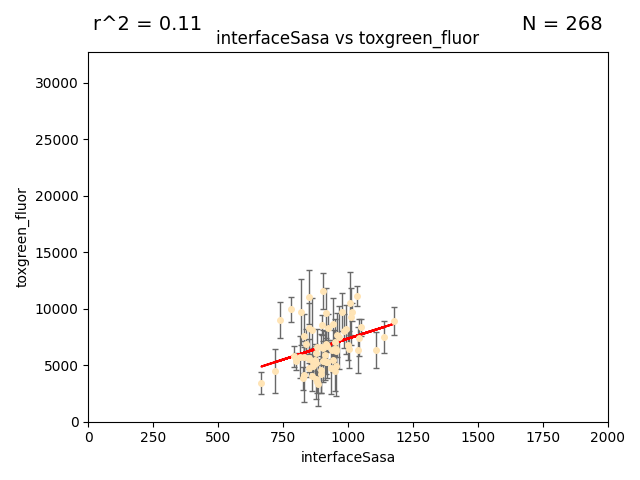 r^2 = 0.11
N = 268
interfaceSasa vs toxgreen_fluor
30000
25000
20000
15000
10000
5000
0
toxgreen_fluor
0 250 500 750 1000 1250 1500 1750 2000
interfaceSasa